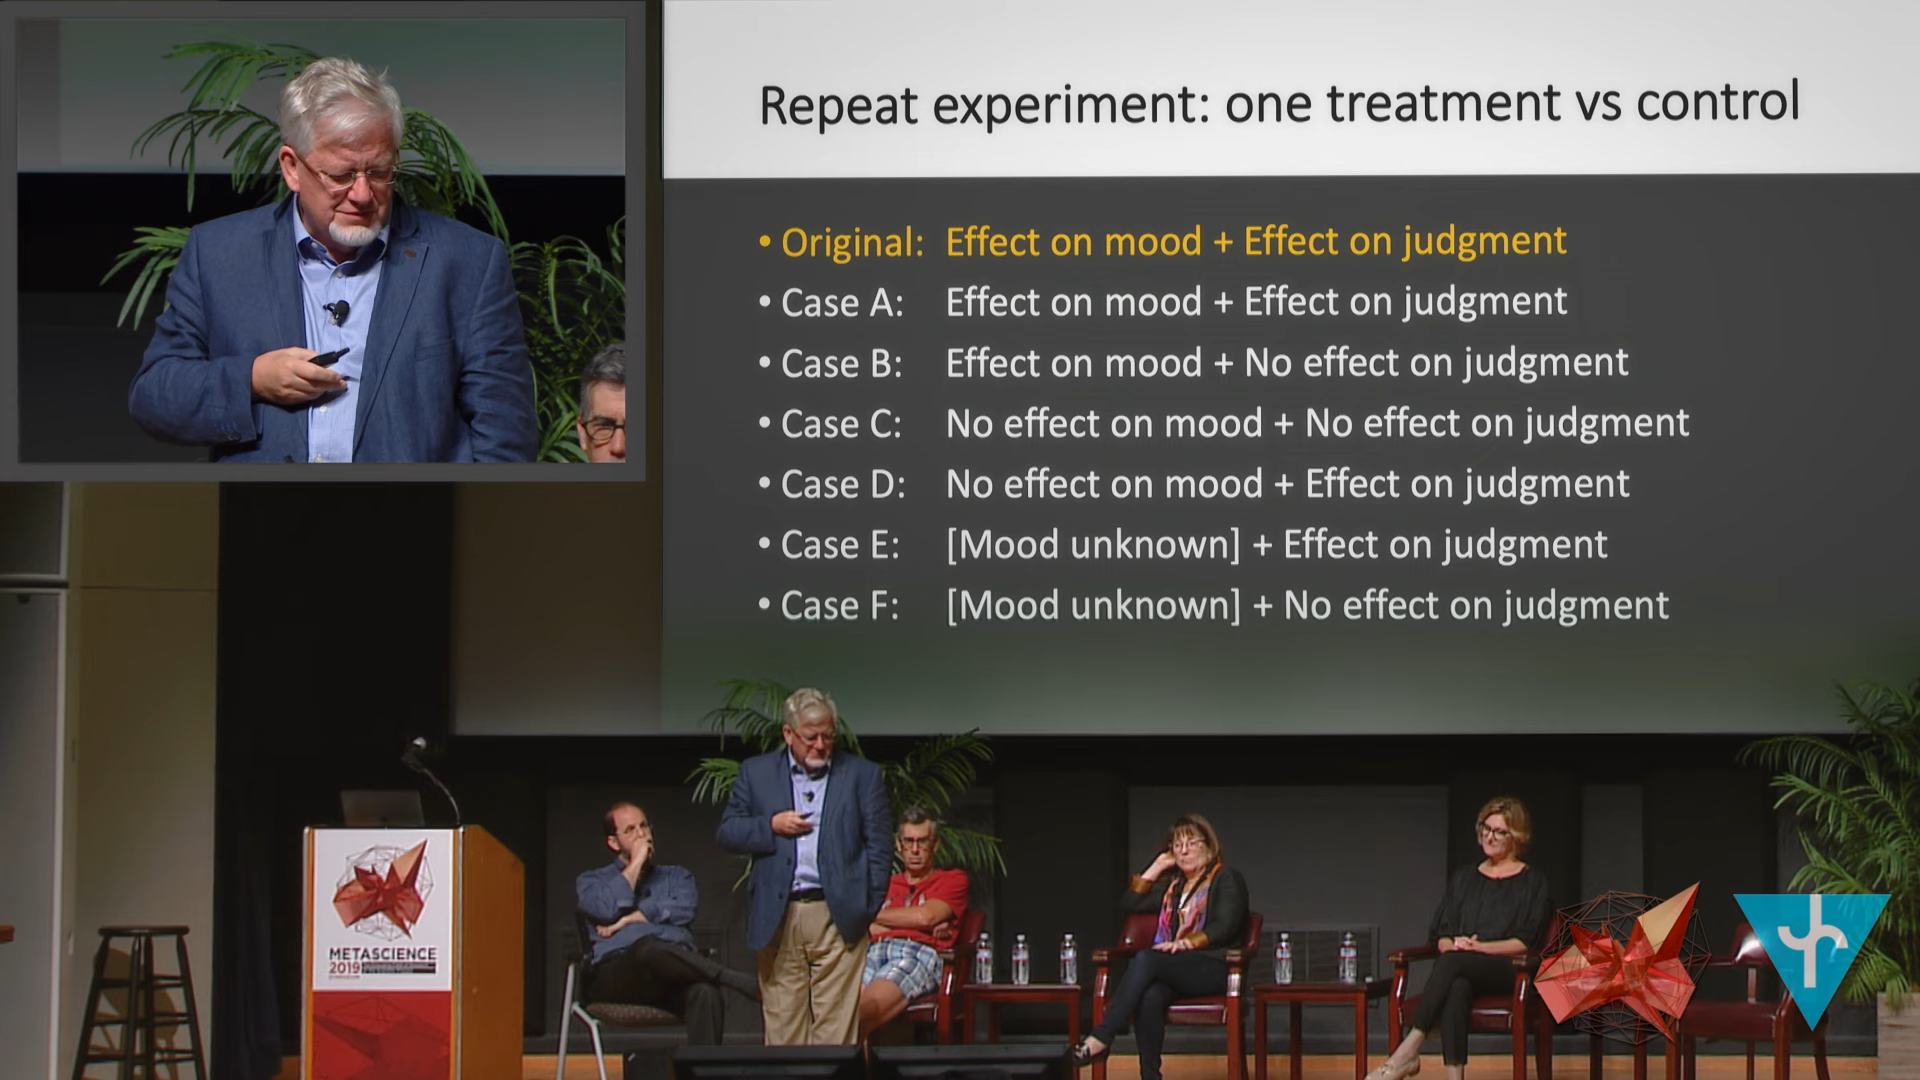 Repeat experiment: one treatment vs control
• Original: Effect on mood + Effect on judgment
• Case A: Effect on mood + Effect on judgment
• Case B: Effect on mood + No effect on judgment
• Case C: No effect on mood + No effect on judgment
• Case D: No effect on mood + Effect on judgment
• Case E: [Mood unknown] + Effect on judgment
• Case F: [Mood unknown] + No effect on judgment
METASCIENCE
2019
SYMPOSIUM